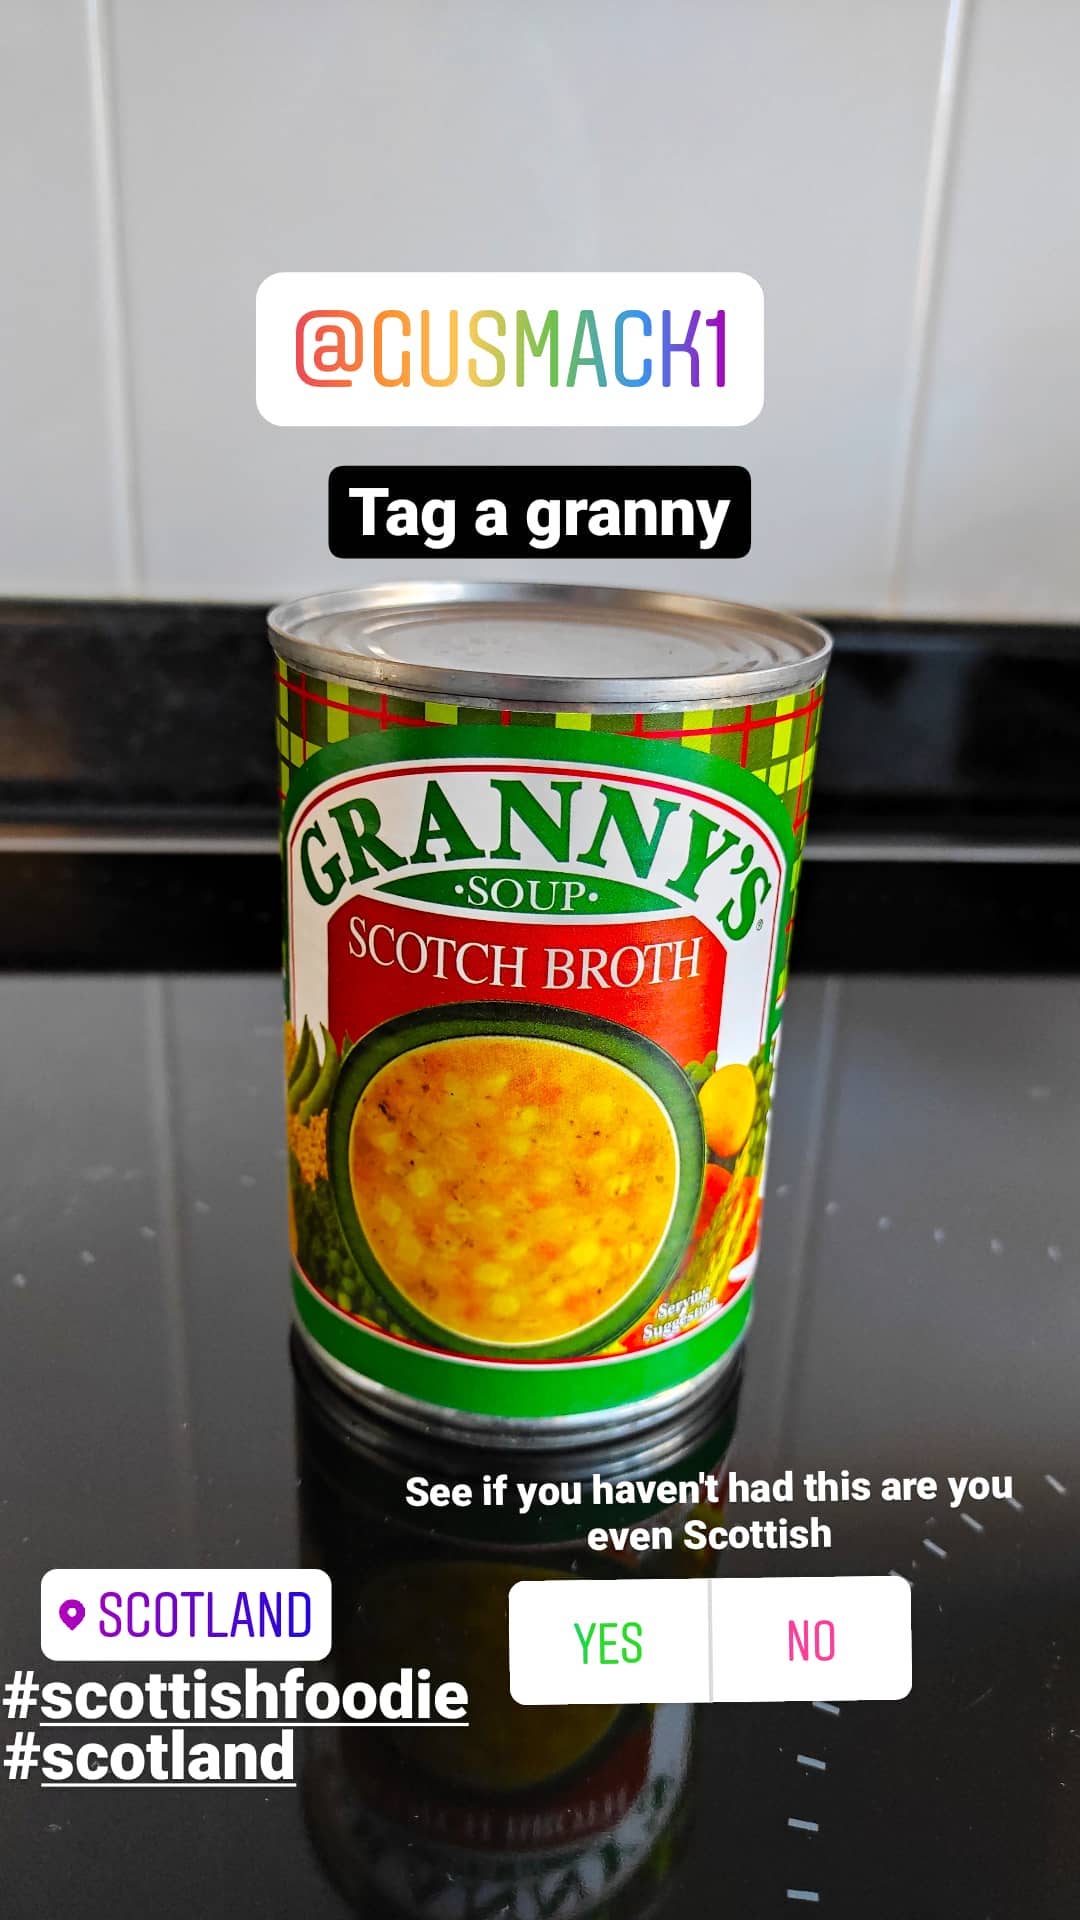 @GUSMACK1
Tag a granny
GRANNY'S
•SOUP•
SCOTCH BROTH
Serving
Suggestion
See if you haven't had this are you
even Scottish
YES NO
SCOTLAND
#scottishfoodie
#scotland